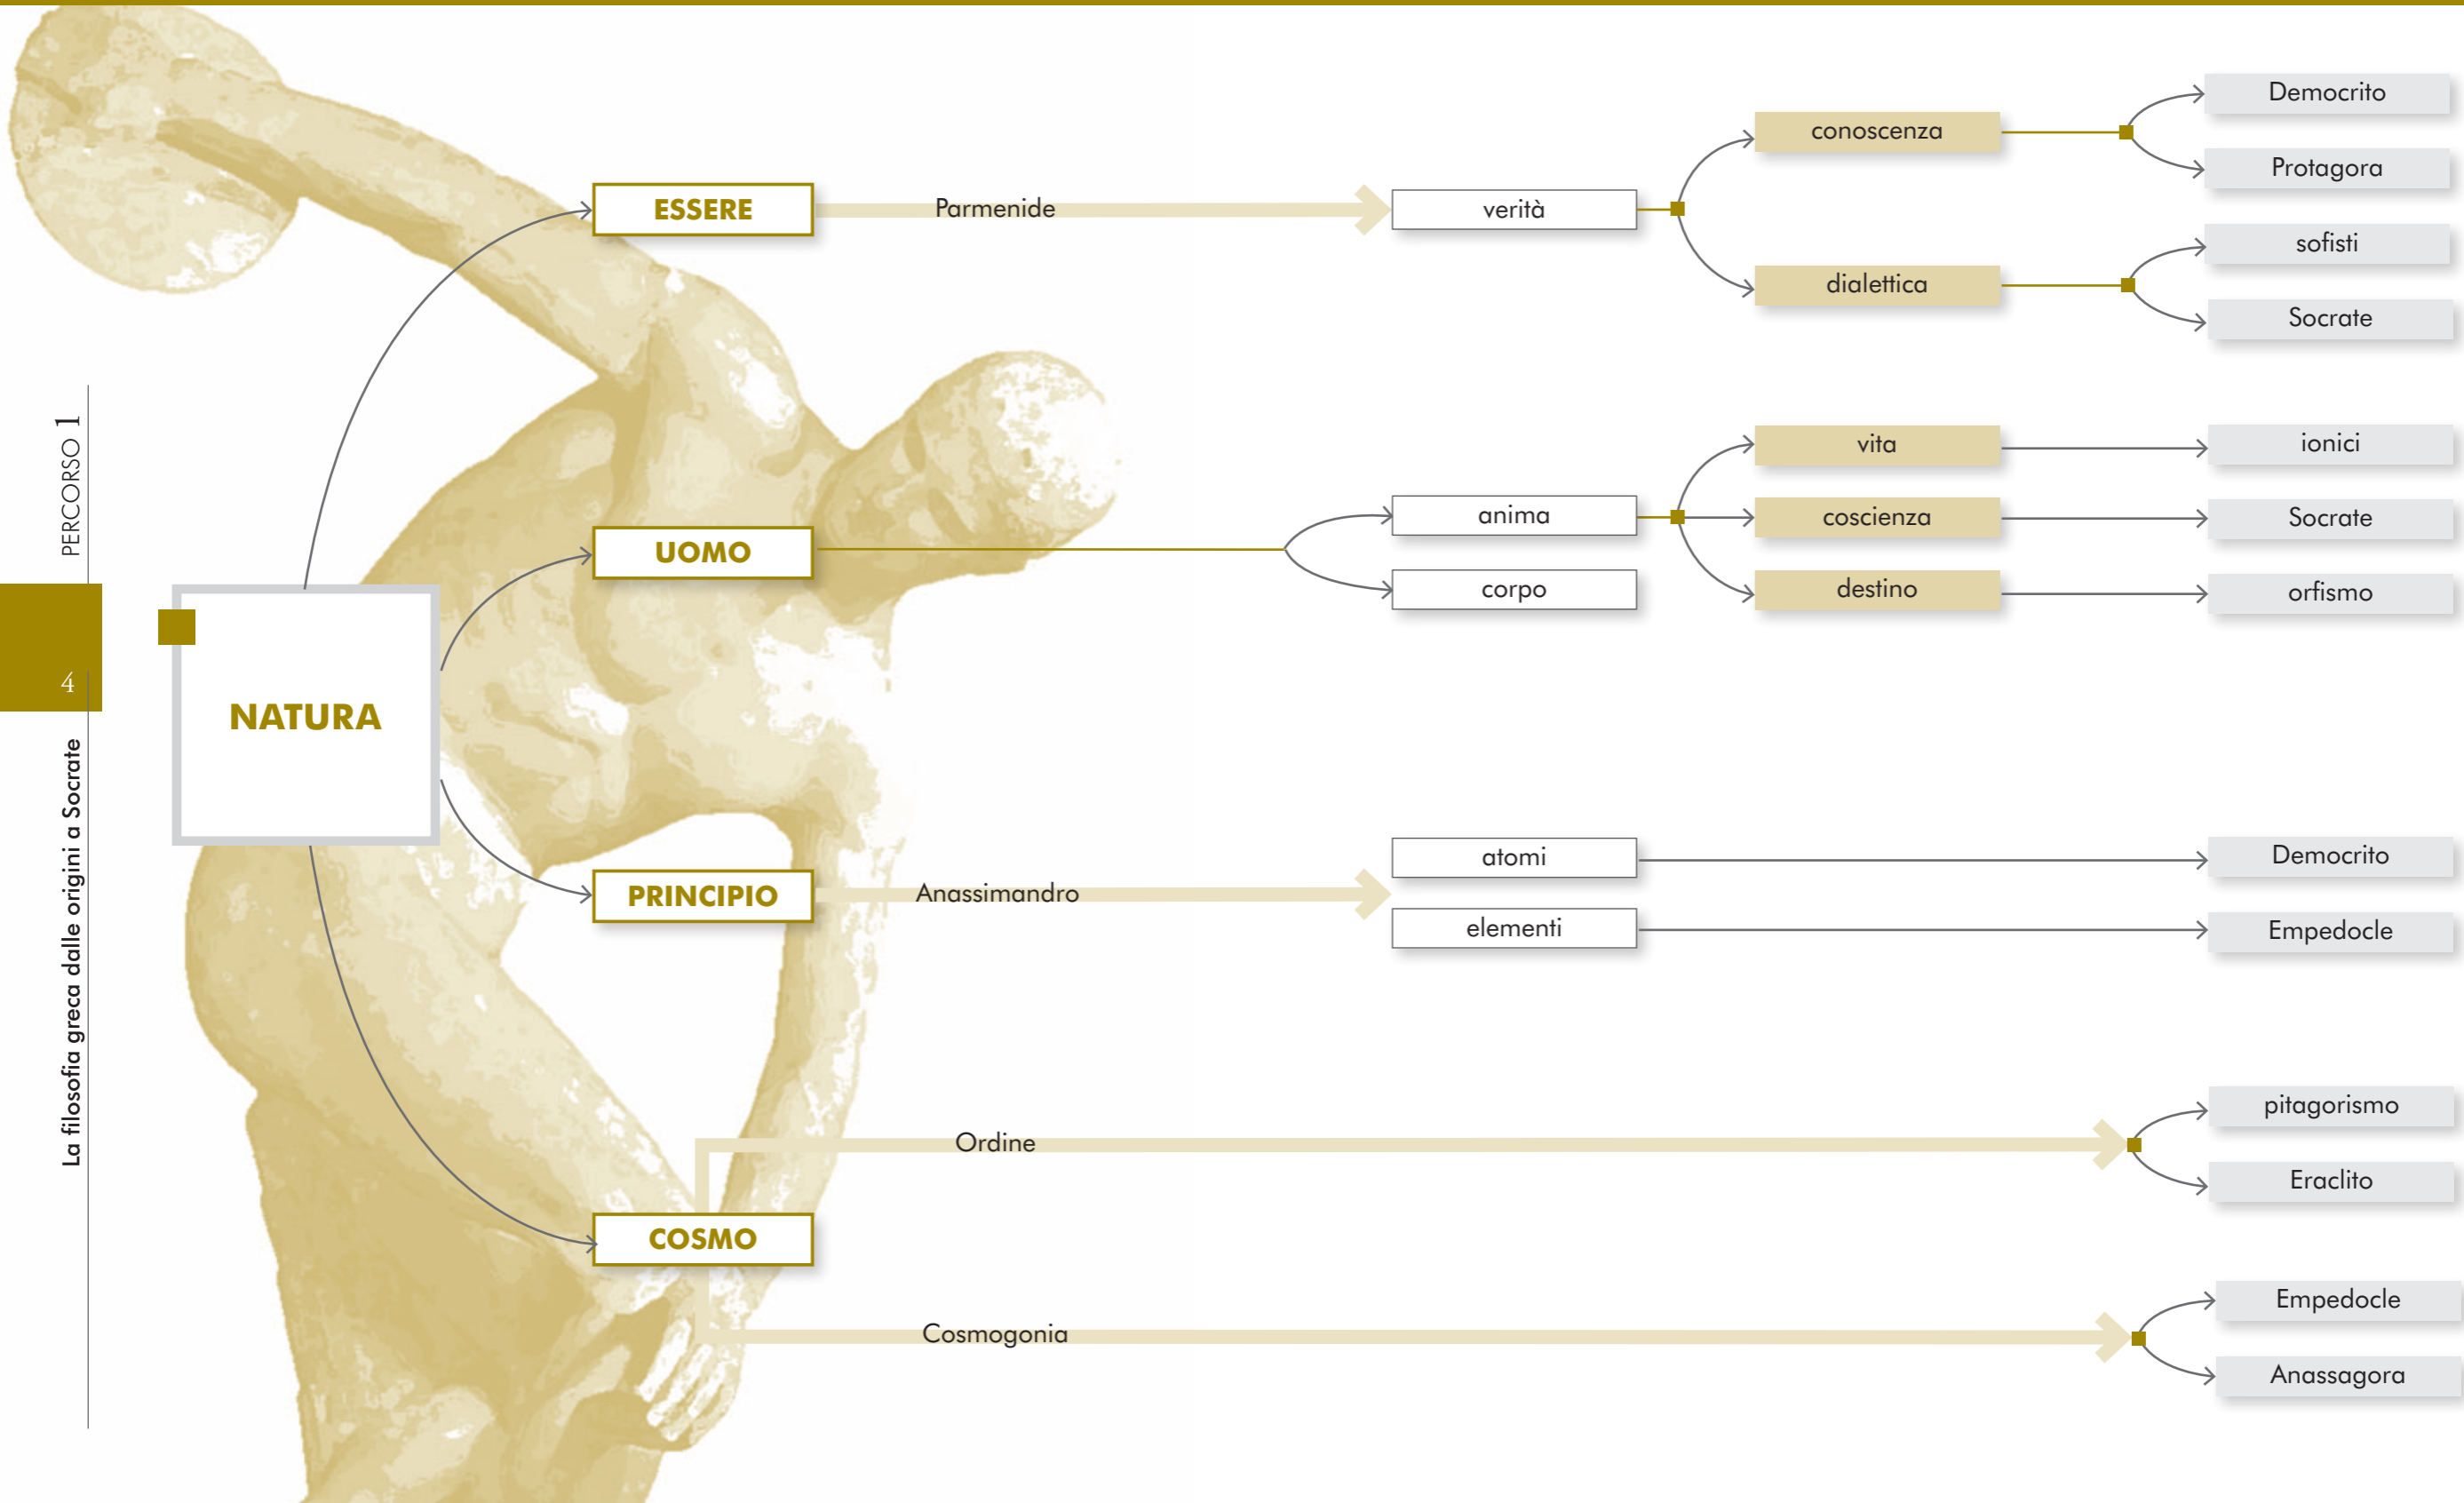 PERCORSO 1
4
La filosofia greca dalle origini a Socrate
NATURA
ESSERE
Parmenide
verità
conoscenza
Democrito
Protagora
dialettica
sofisti
Socrate
UOMO
anima
corpo
vita
ionici
coscienza
Socrate
destino
orfismo
PRINCIPIO
Anassimandro
atomi
Democrito
elementi
Empedocle
COSMO
Ordine
pitagorismo
Eraclito
Cosmogonia
Empedocle
Anassagora